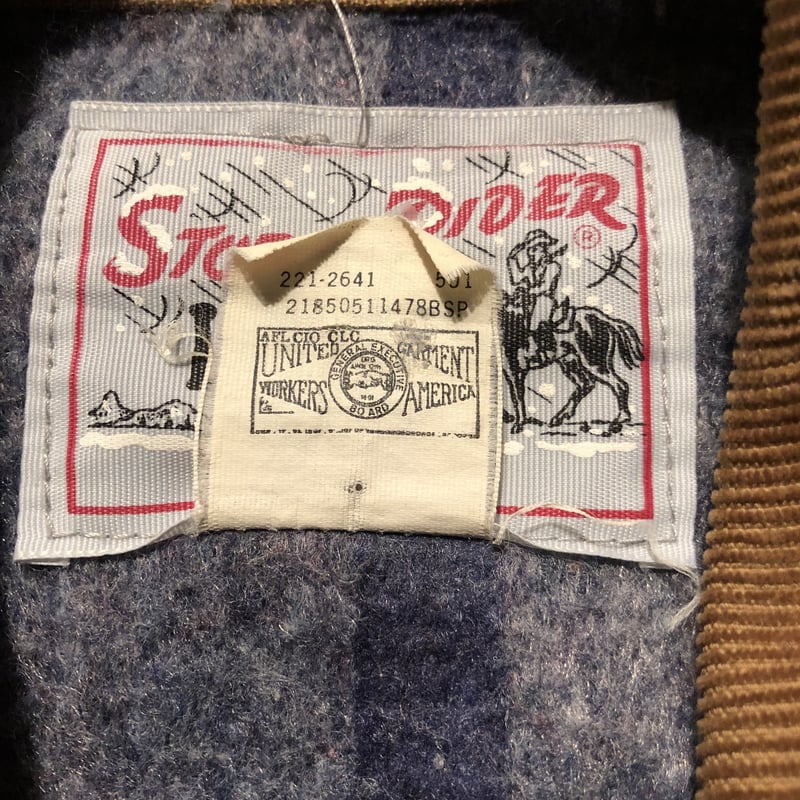 STO RIDER ®
221-2641 501
21850511478BSP
AFL CIO CLC
UNITED GARMENT
WORKERS AMERICA
GENERAL EXECUTIVE
BOARD